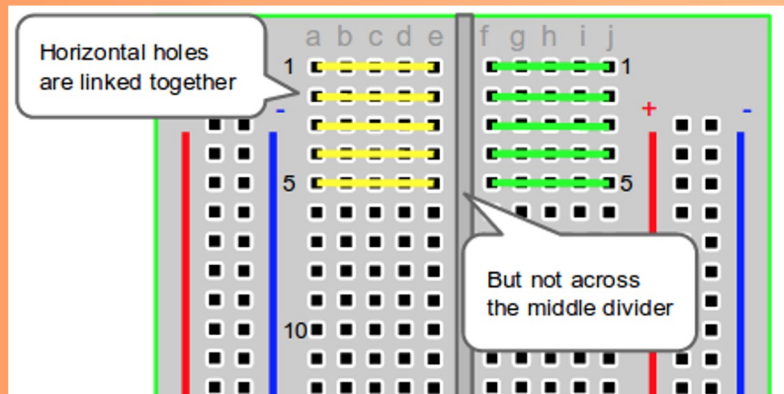 Horizontal holes
are linked together
a b c d e f g h i j
1 1
- + -
5 5
But not across
the middle divider
10